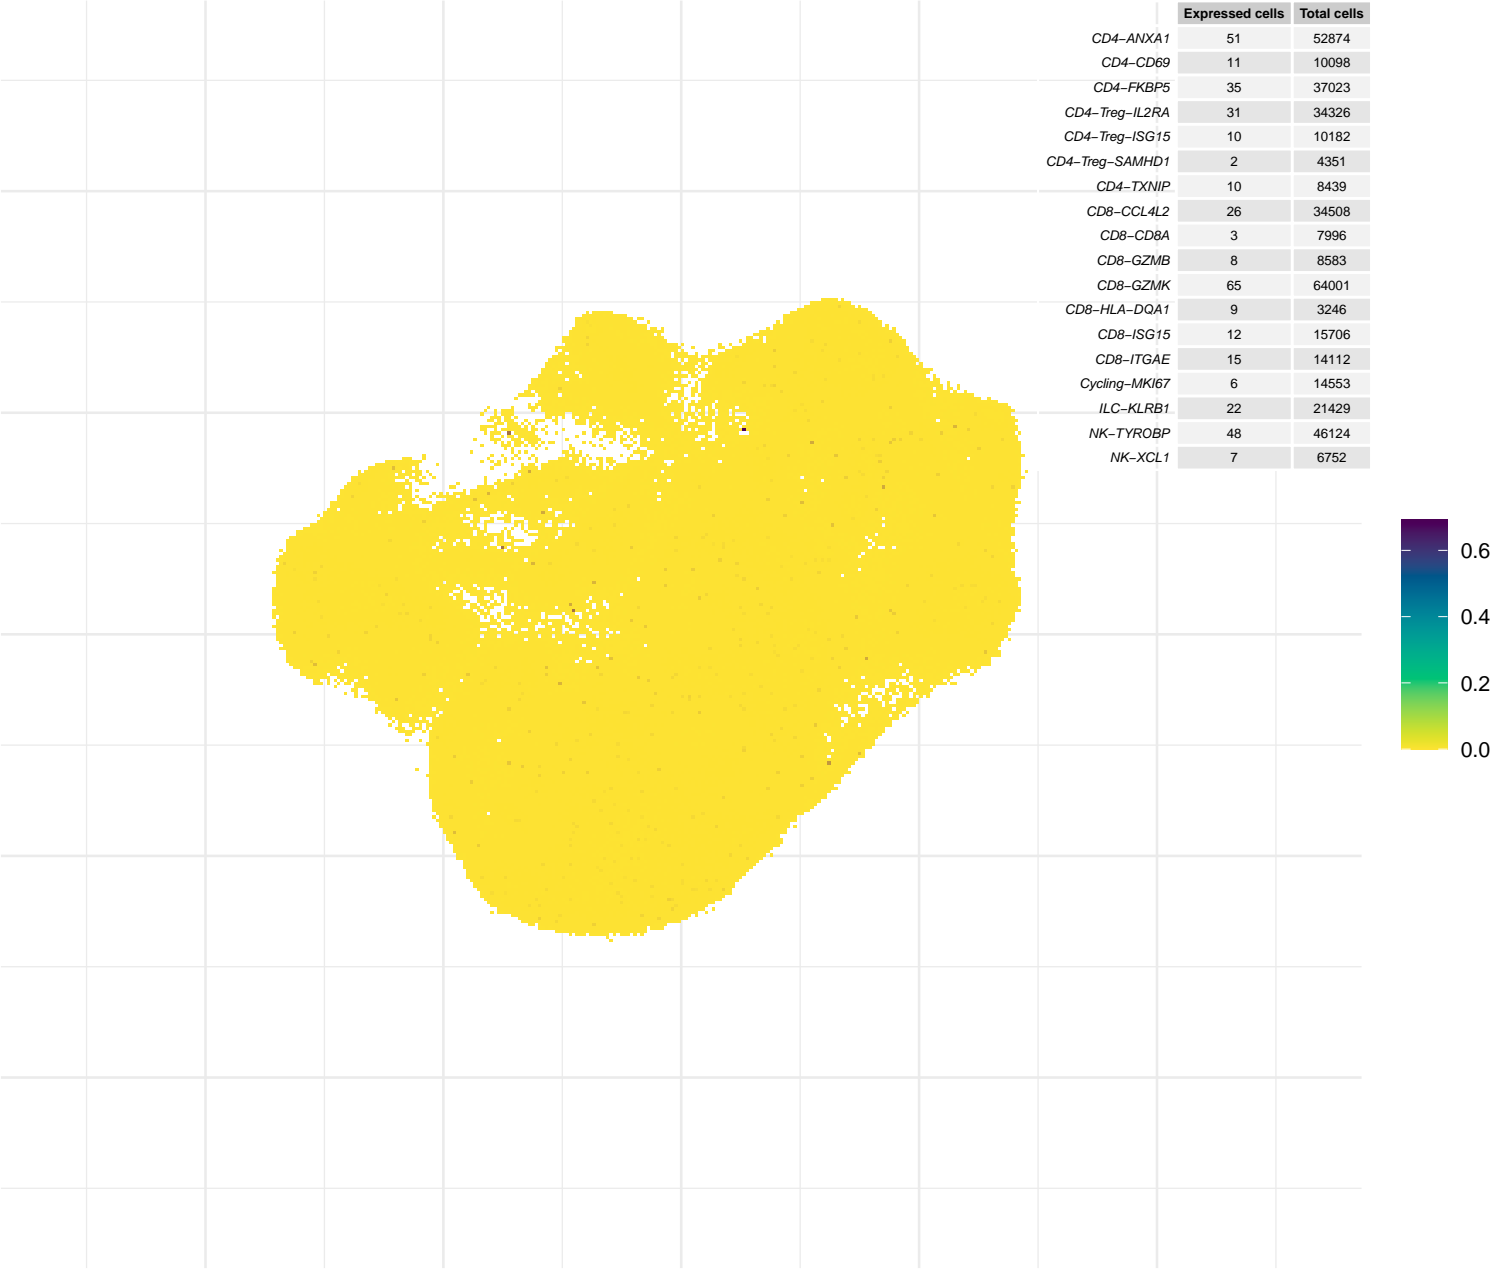 Expressed cells Total cells
CD4−ANXA1 51 52874
CD4−CD69 11 10098
CD4−FKBP5 35 37023
CD4−Treg−IL2RA 31 34326
CD4−Treg−ISG15 10 10182
CD4−Treg−SAMHD1 2 4351
CD4−TXNIP 10 8439
CD8−CCL4L2 26 34508
CD8−CD8A 3 7996
CD8−GZMB 8 8583
CD8−GZMK 65 64001
CD8−HLA−DQA1 9 3246
CD8−ISG15 12 15706
CD8−ITGAE 15 14112
Cycling−MKI67 6 14553
ILC−KLRB1 22 21429
NK−TYROBP 48 46124
NK−XCL1 7 6752
0.6
0.4
0.2
0.0